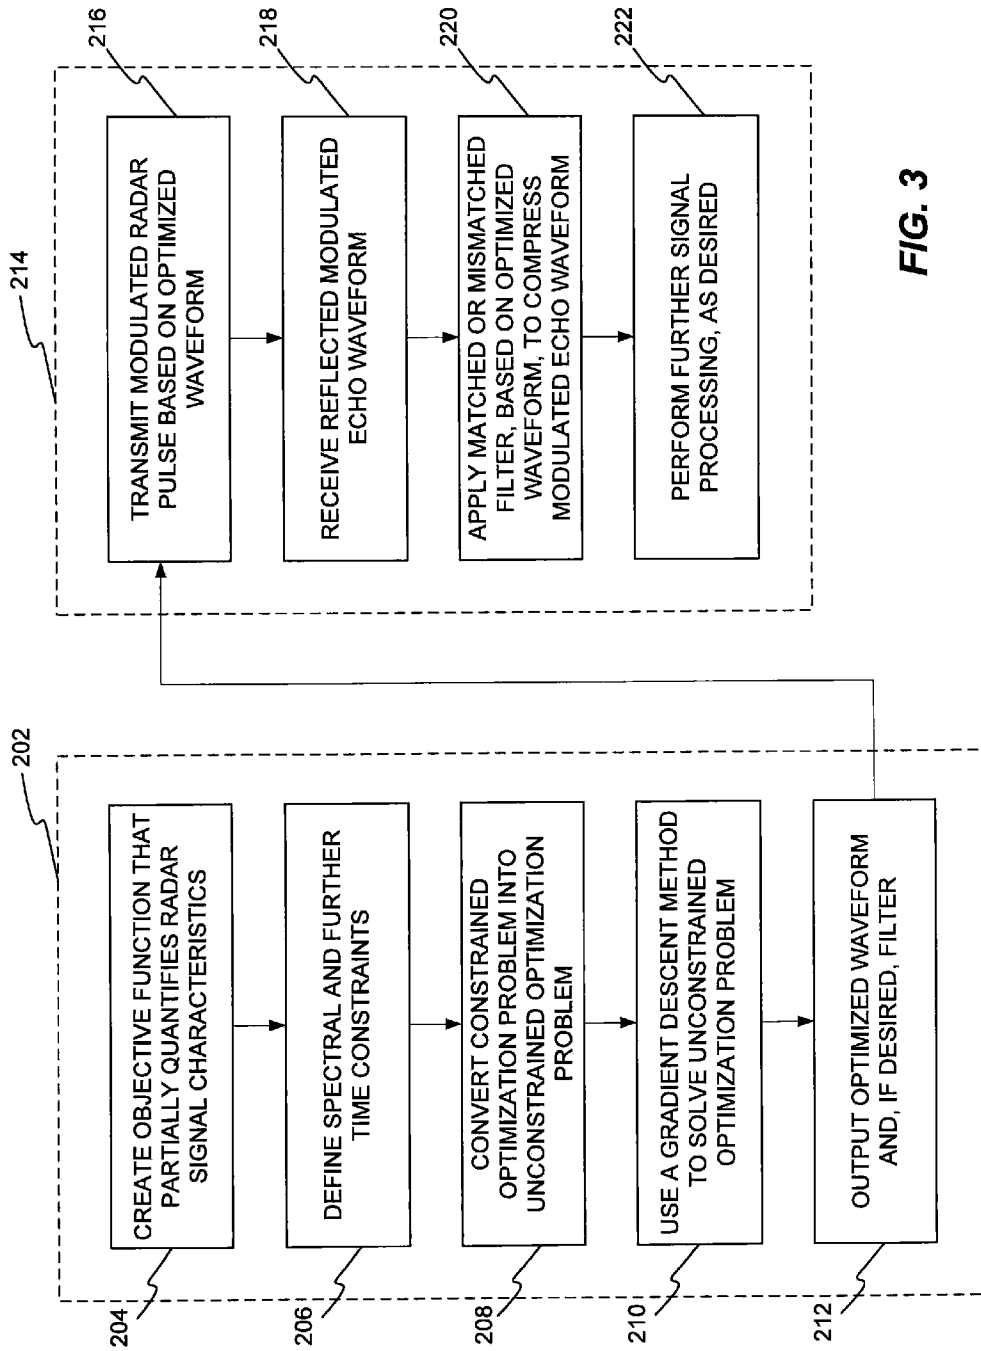 202
204
CREATE OBJECTIVE FUNCTION THAT
PARTIALLY QUANTIFIES RADAR
SIGNAL CHARACTERISTICS
206
DEFINE SPECTRAL AND FURTHER
TIME CONSTRAINTS
208
CONVERT CONSTRAINED
OPTIMIZATION PROBLEM INTO
UNCONSTRAINED OPTIMIZATION
PROBLEM
210
USE A GRADIENT DESCENT METHOD
TO SOLVE UNCONSTRAINED
OPTIMIZATION PROBLEM
212
OUTPUT OPTIMIZED WAVEFORM
AND, IF DESIRED, FILTER
214
216
TRANSMIT MODULATED RADAR
PULSE BASED ON OPTIMIZED
WAVEFORM
218
RECEIVE REFLECTED MODULATED
ECHO WAVEFORM
220
APPLY MATCHED OR MISMATCHED
FILTER, BASED ON OPTIMIZED
WAVEFORM, TO COMPRESS
MODULATED ECHO WAVEFORM
222
PERFORM FURTHER SIGNAL
PROCESSING, AS DESIRED
FIG. 3